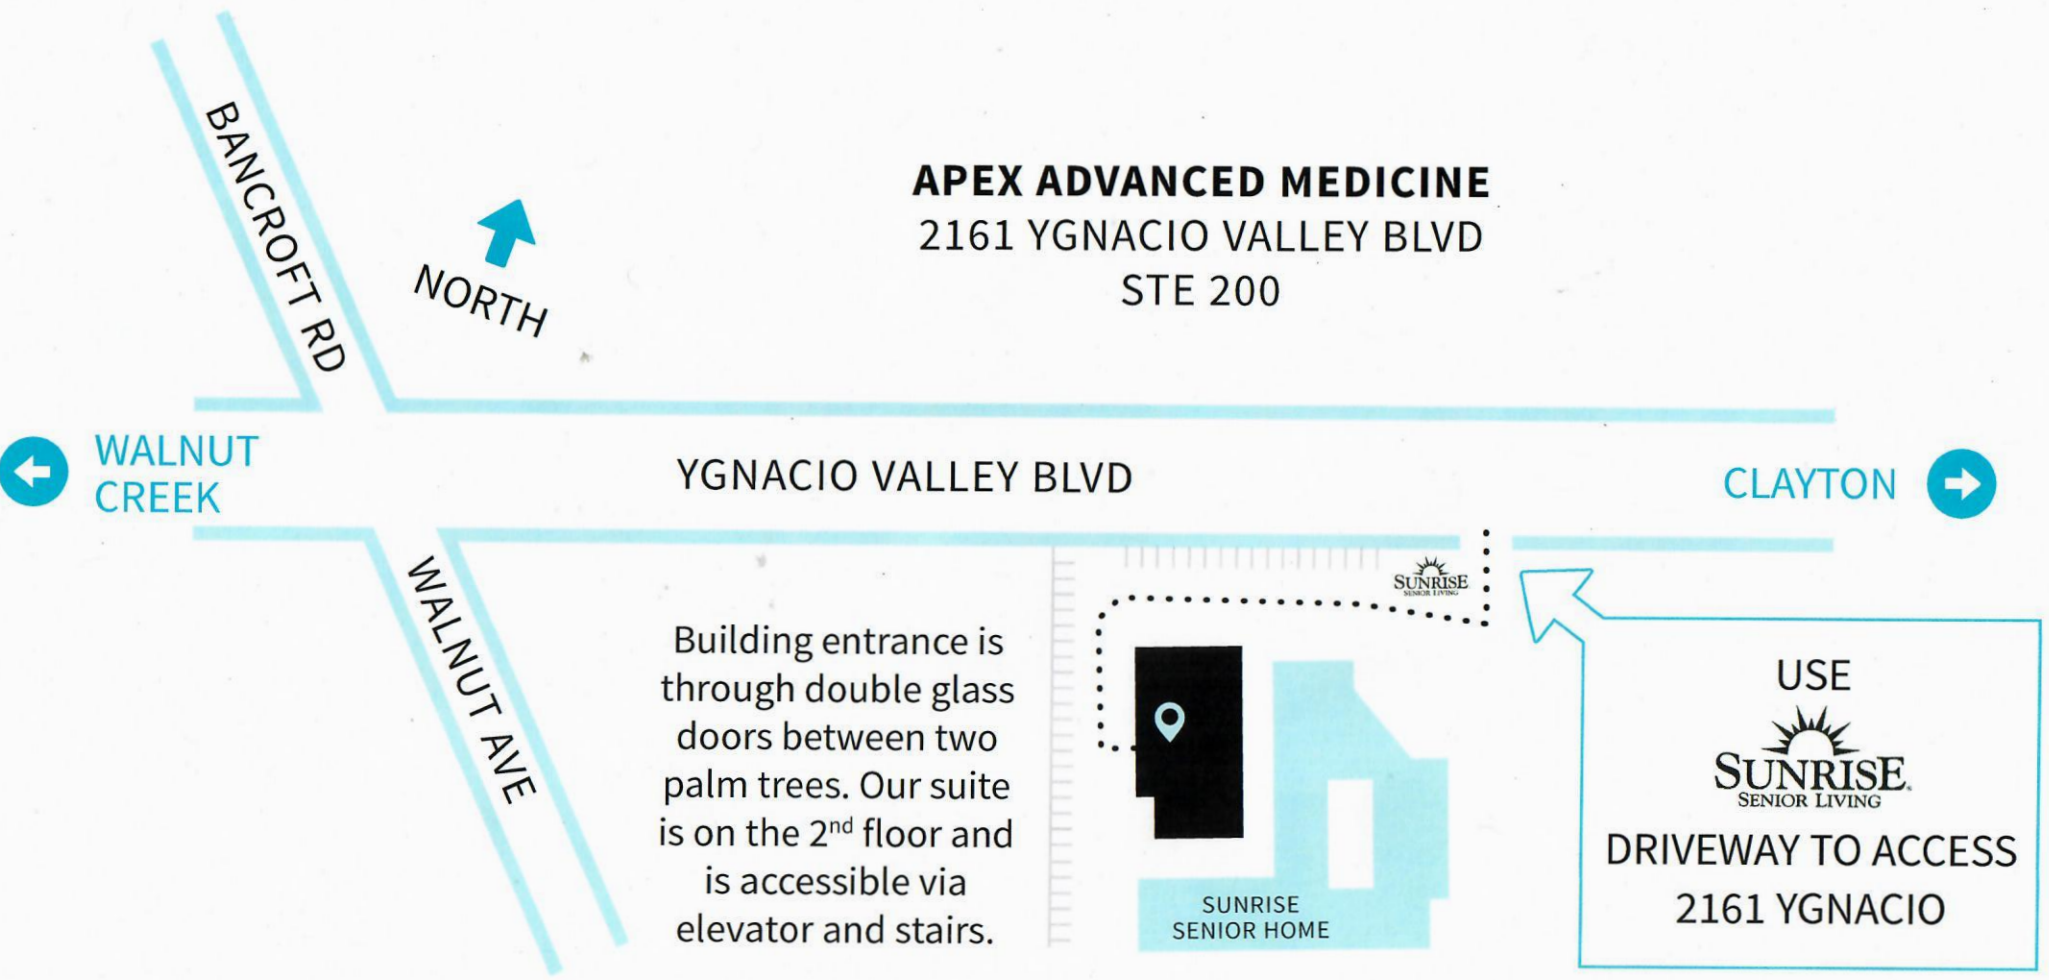 BANCROFT RD
NORTH
APEX ADVANCED MEDICINE
2161 YGNACIO VALLEY BLVD
STE 200
WALNUT
CREEK
YGNACIO VALLEY BLVD
CLAYTON
WALNUT AVE
Building entrance is
through double glass
doors between two
palm trees. Our suite
is on the 2nd floor and
is accessible via
elevator and stairs.
SUNRISE
SENIOR LIVING
SUNRISE
SENIOR HOME
USE
SUNRISE
SENIOR LIVING
DRIVEWAY TO ACCESS
2161 YGNACIO